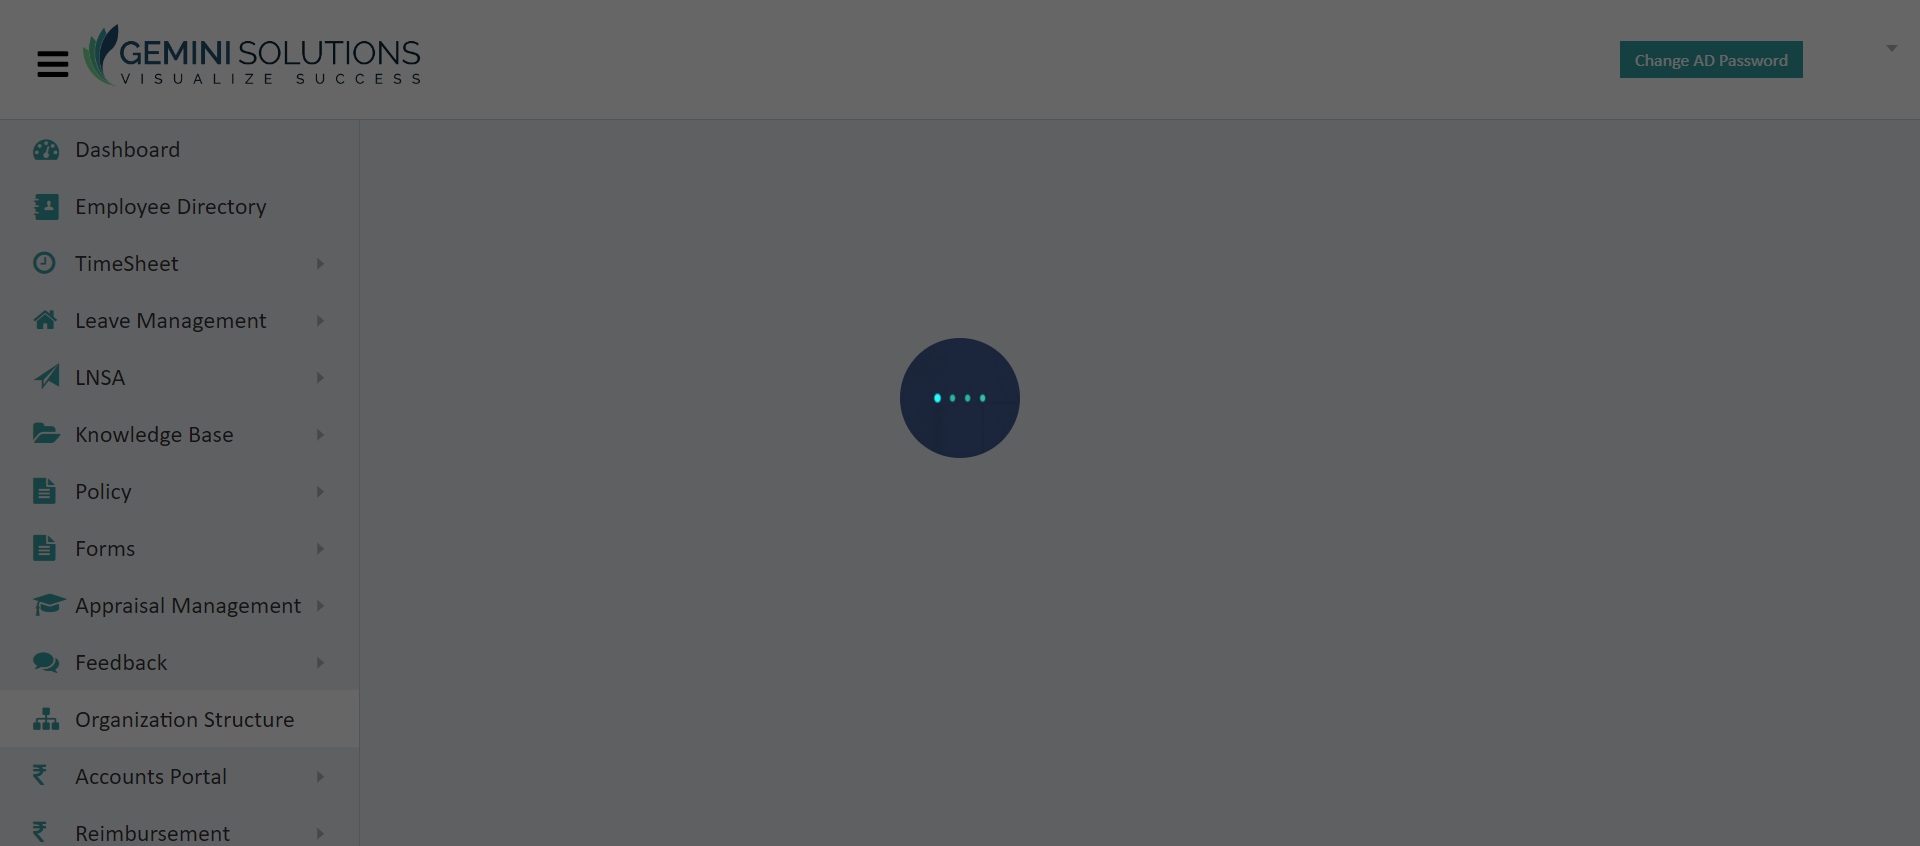 GEMINI SOLUTIONS
VISUALIZE SUCCESS
Change AD Password
Dashboard
Employee Directory
TimeSheet
Leave Management
LNSA
Knowledge Base
Policy
Forms
Appraisal Management
Feedback
Organization Structure
Accounts Portal
Reimbursement